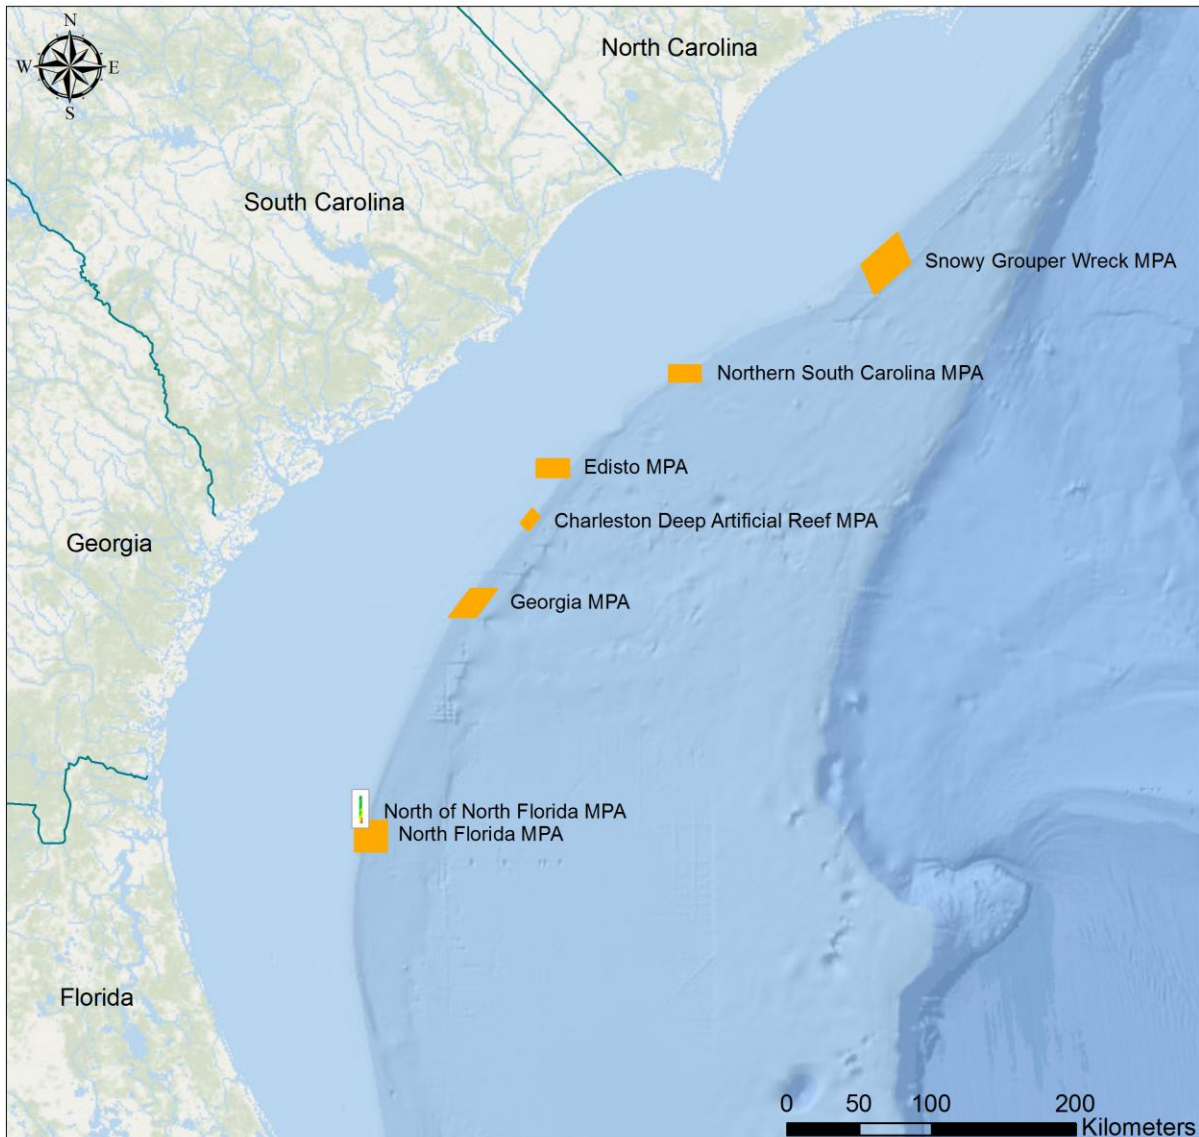 N
W E
S
North Carolina
South Carolina
Snowy Grouper Wreck MPA
Northern South Carolina MPA
Edisto MPA
Charleston Deep Artificial Reef MPA
Georgia
Georgia MPA
North of North Florida MPA
North Florida MPA
Florida
0 50 100 200
Kilometers